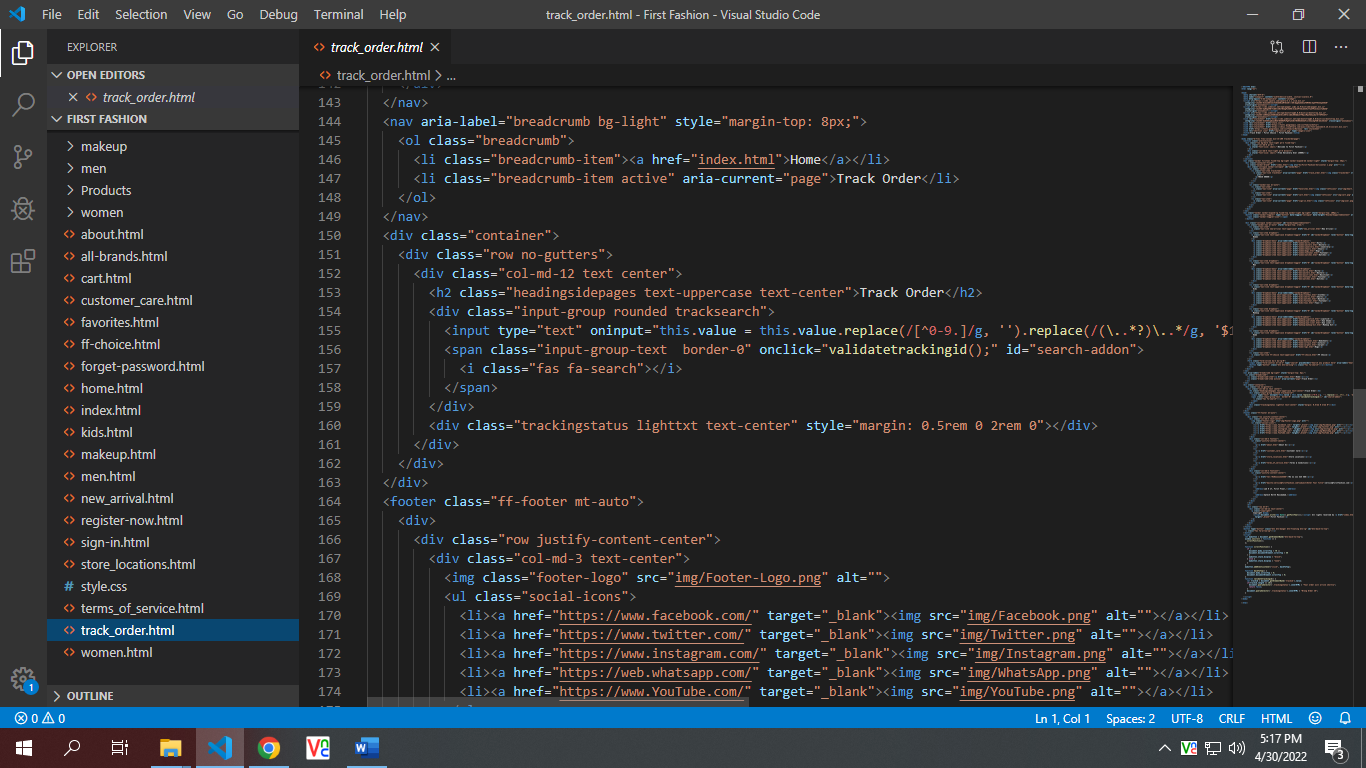 File Edit Selection View Go Debug Terminal Help
track_order.html - First Fashion - Visual Studio Code
EXPLORER
OPEN EDITORS
track_order.html
FIRST FASHION
makeup
men
Products
women
about.html
all-brands.html
cart.html
customer_care.html
favorites.html
ff-choice.html
forget-password.html
home.html
index.html
kids.html
makeup.html
men.html
new_arrival.html
register-now.html
sign-in.html
store_locations.html
# style.css
terms_of_service.html
track_order.html
women.html
OUTLINE
1
track_order.html
track_order.html > ...
143 </nav>
144 <nav aria-label="breadcrumb bg-light" style="margin-top: 8px;">
145 <ol class="breadcrumb">
146 <li class="breadcrumb-item"><a href="index.html">Home</a></li>
147 <li class="breadcrumb-item active" aria-current="page">Track Order</li>
148 </ol>
149 </nav>
150 <div class="container">
151 <div class="row no-gutters">
152 <div class="col-md-12 text center">
153 <h2 class="headingsidepages text-uppercase text-center">Track Order</h2>
154 <div class="input-group rounded tracksearch">
155 <input type="text" oninput="this.value = this.value.replace(/[^0-9.]/g, '').replace(/(\..*?)\..*/g, '$1
156 <span class="input-group-text  border-0" onclick="validatetrackingid();" id="search-addon">
157 <i class="fas fa-search"></i>
158 </span>
159 </div>
160 <div class="trackingstatus lighttxt text-center" style="margin: 0.5rem 0 2rem 0"></div>
161 </div>
162 </div>
163 </div>
164 <footer class="ff-footer mt-auto">
165 <div>
166 <div class="row justify-content-center">
167 <div class="col-md-3 text-center">
168 <img class="footer-logo" src="img/Footer-Logo.png" alt="">
169 <ul class="social-icons">
170 <li><a href="https://www.facebook.com/" target="_blank"><img src="img/Facebook.png" alt=""></a></li>
171 <li><a href="https://www.twitter.com/" target="_blank"><img src="img/Twitter.png" alt=""></a></li>
172 <li><a href="https://www.instagram.com/" target="_blank"><img src="img/Instagram.png" alt=""></a></li
173 <li><a href="https://web.whatsapp.com/" target="_blank"><img src="img/WhatsApp.png" alt=""></a></li>
174 <li><a href="https://www.YouTube.com/" target="_blank"><img src="img/YouTube.png" alt=""></a></li>
0 0
Ln 1, Col 1 Spaces: 2 UTF-8 CRLF HTML
5:17 PM
4/30/2022
3